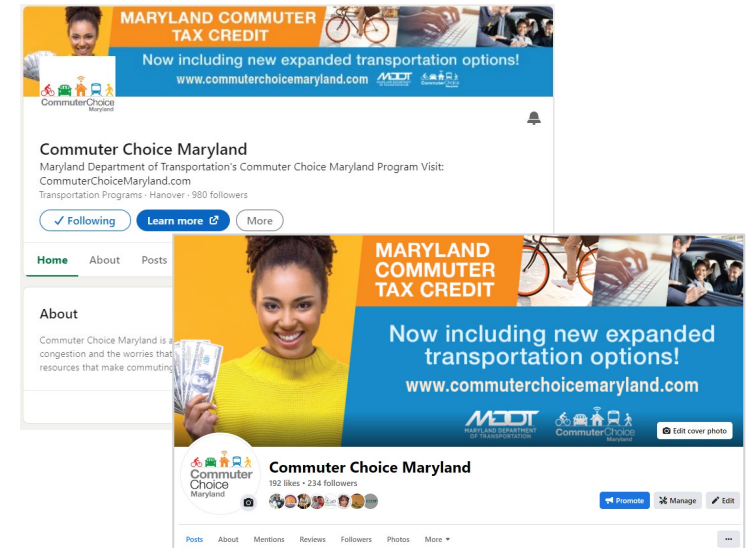 MARYLAND COMMUTER
TAX CREDIT
Now including new expanded transportation options!
www.commuterchoicemaryland.com
MDOT
CommuterChoice
Maryland
Commuter Choice Maryland
Maryland Department of Transportation's Commuter Choice Maryland Program Visit:
CommuterChoiceMaryland.com
Transportation Programs · Hanover · 980 followers
✓ Following
Learn more
More
Home About Posts
About
Commuter Choice Maryland is a
congestion and the worries that
resources that make commuting
MARYLAND
COMMUTER
TAX CREDIT
Now including new expanded
transportation options!
www.commuterchoicemaryland.com
MDOT
MARYLAND DEPARTMENT
OF TRANSPORTATION
CommuterChoice
Maryland
Edit cover photo
Commuter
Choice
Maryland
Commuter Choice Maryland
192 likes • 234 followers
Promote
Manage
Edit
Posts About Mentions Reviews Followers Photos More